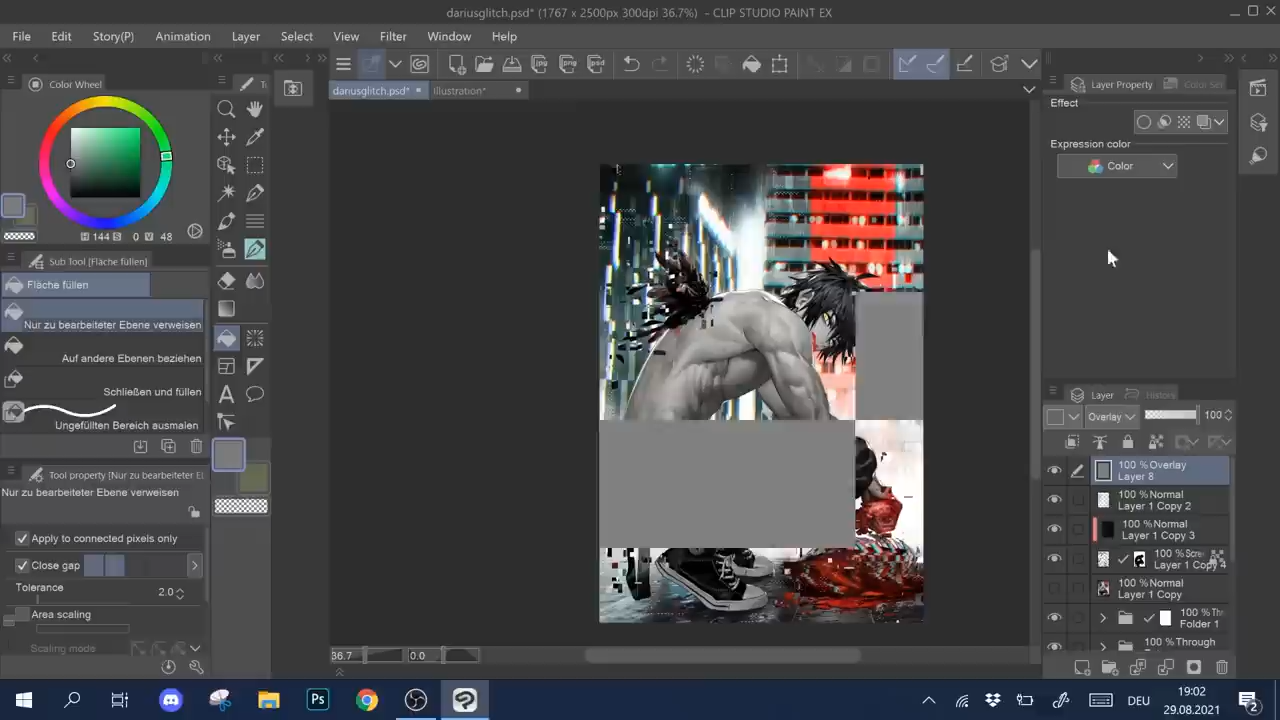 dariusglitch.psd* (1767 x 2500px 300dpi 36.7%) - CLIP STUDIO PAINT EX
File Edit Story(P) Animation Layer Select View Filter Window Help
dariusglitch.psd* Illustration*
Color Wheel
H 144 S 0 V 48
Sub Tool [Fläche füllen]
Fläche füllen
Nur zu bearbeiteter Ebene verweisen
Auf andere Ebenen beziehen
Schließen und füllen
Ungefüllten Bereich ausmalen
Tool property [Nur zu bearbeiteter El
Nur zu bearbeiteter Ebene verweisen
Apply to connected pixels only
Close gap
Tolerance 2.0
Area scaling
Scaling mode
36.7 0.0
Layer Property Color set
Effect
Expression color
Color
Layer History
Overlay 100
100 % Overlay
Layer 8
100 % Normal
Layer 1 Copy 2
100 % Normal
Layer 1 Copy 3
100 % Scre
Layer 1 Copy 4
100 % Normal
Layer 1 Copy
100 % Thr
Folder 1
100 % Through
Ps
DEU
19:02
29.08.2021
2